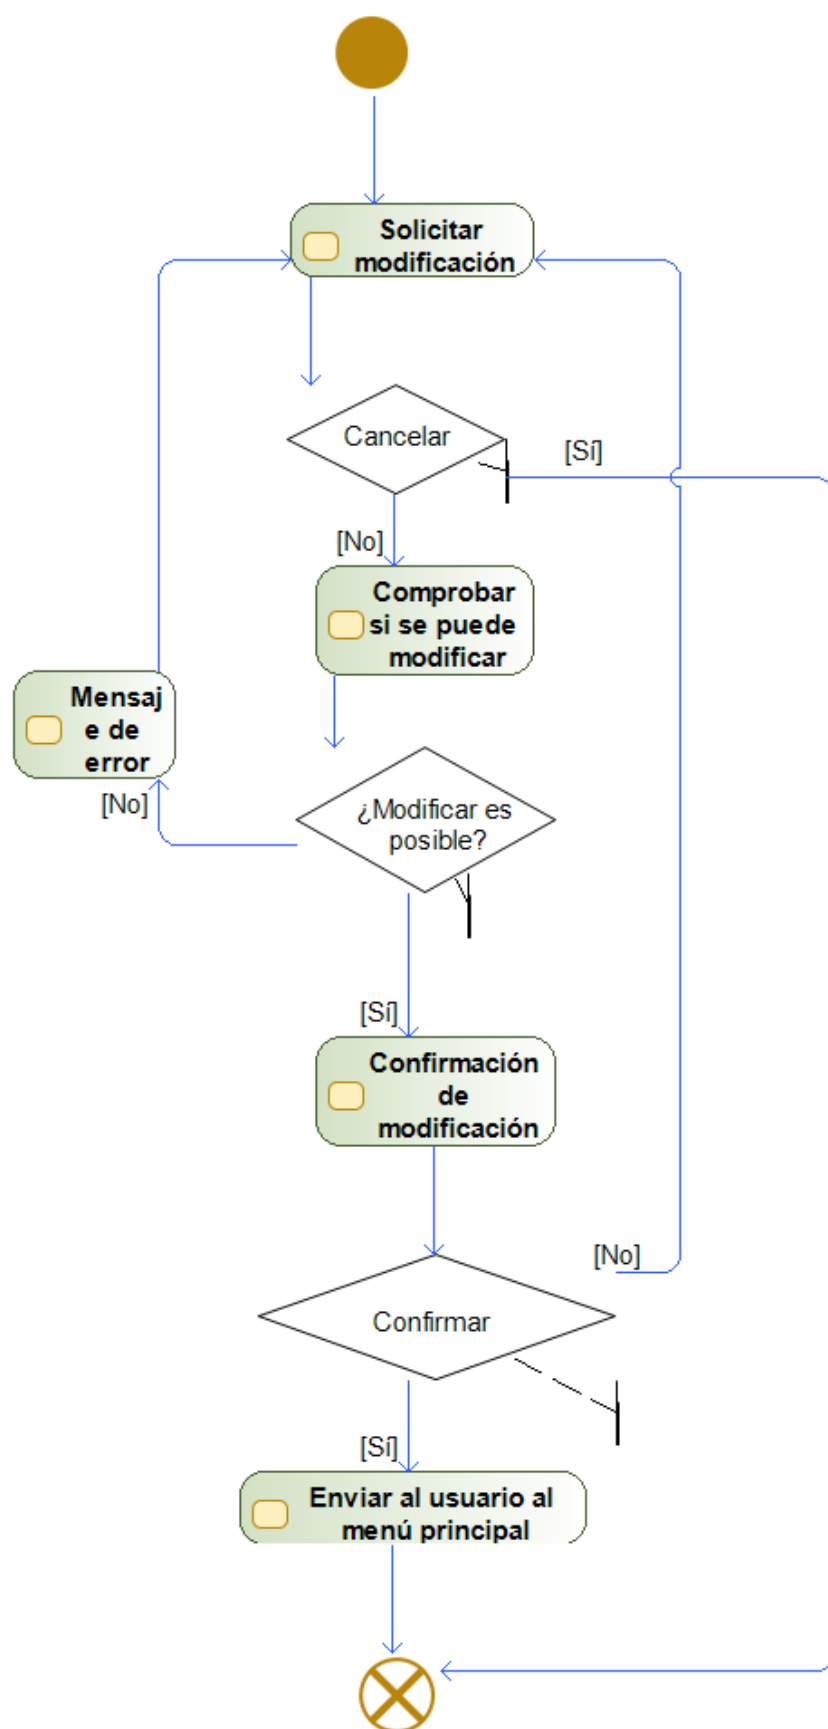 Solicitar
modificación
Cancelar
[Sí]
[No]
Comprobar
si se puede
modificar
Mensaj
e de
error
[No]
¿Modificar es
posible?
[Sí]
Confirmación
de
modificación
[No]
Confirmar
[Sí]
Enviar al usuario al
menú principal